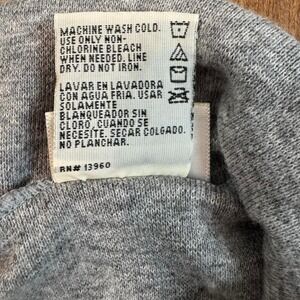 MACHINE WASH COLD.
USE ONLY NON-
CHLORINE BLEACH
WHEN NEEDED. LINE
DRY. DO NOT IRON.
LAVAR EN LAVADORA
CON AGUA FRIA. USAR
SOLAMENTE
BLANQUEADOR SIN
CLORO, CUANDO SE
NECESITE. SECAR COLGADO.
NO PLANCHAR.
RN# 13960